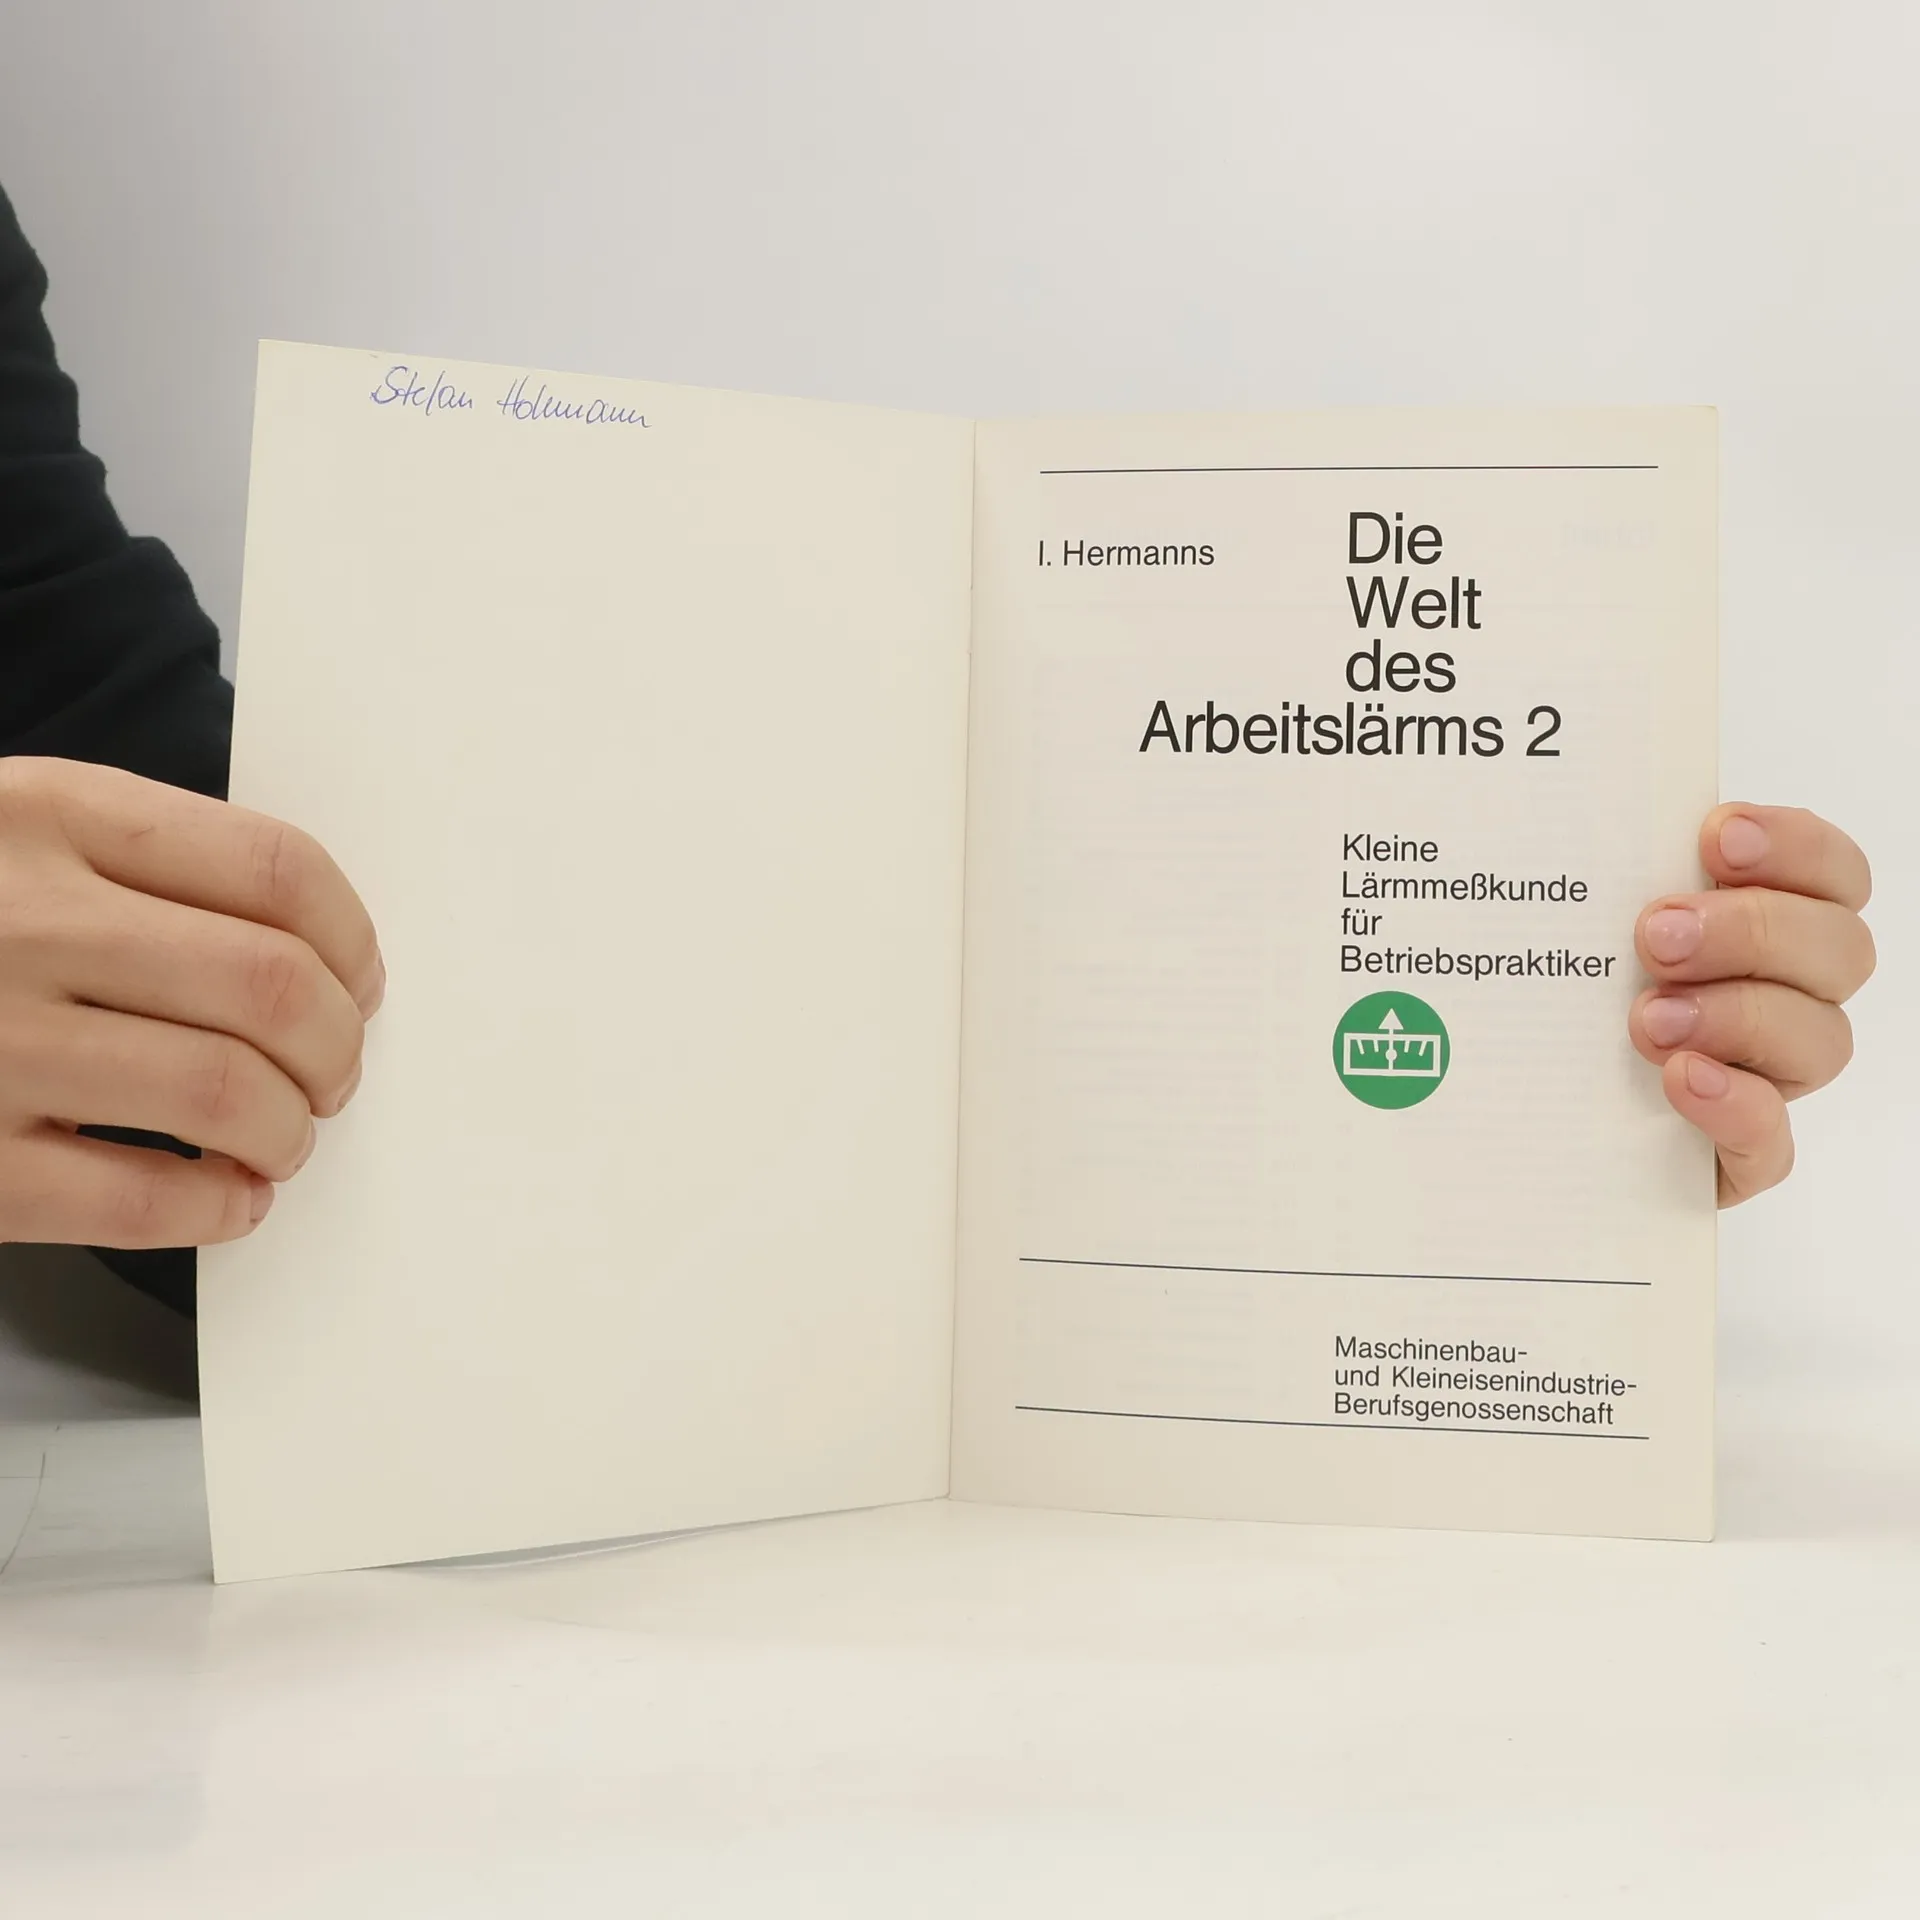 Stefan
I. Hermanns
Die
Welt
des
Arbeitslärms 2
Kleine
Lärmmeßkunde
für
Betriebspraktiker
Maschinenbau-
und Kleineisenindustrie-
Berufsgenossenschaft